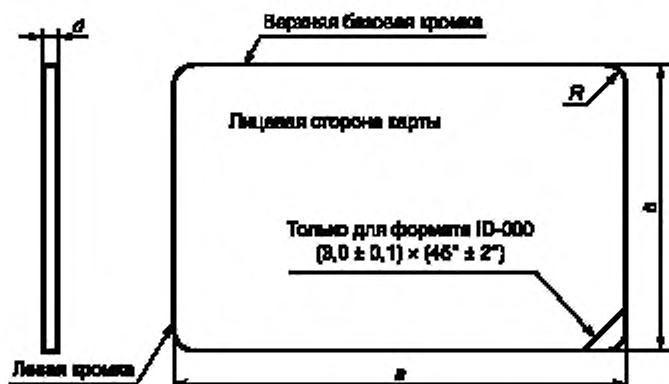 d
Верхняя базовая кромка
R
Лицевая сторона карты
b
Только для формата ID-000
(3,0 ± 0,1) × (45° ± 2°)
Левая кромка
a